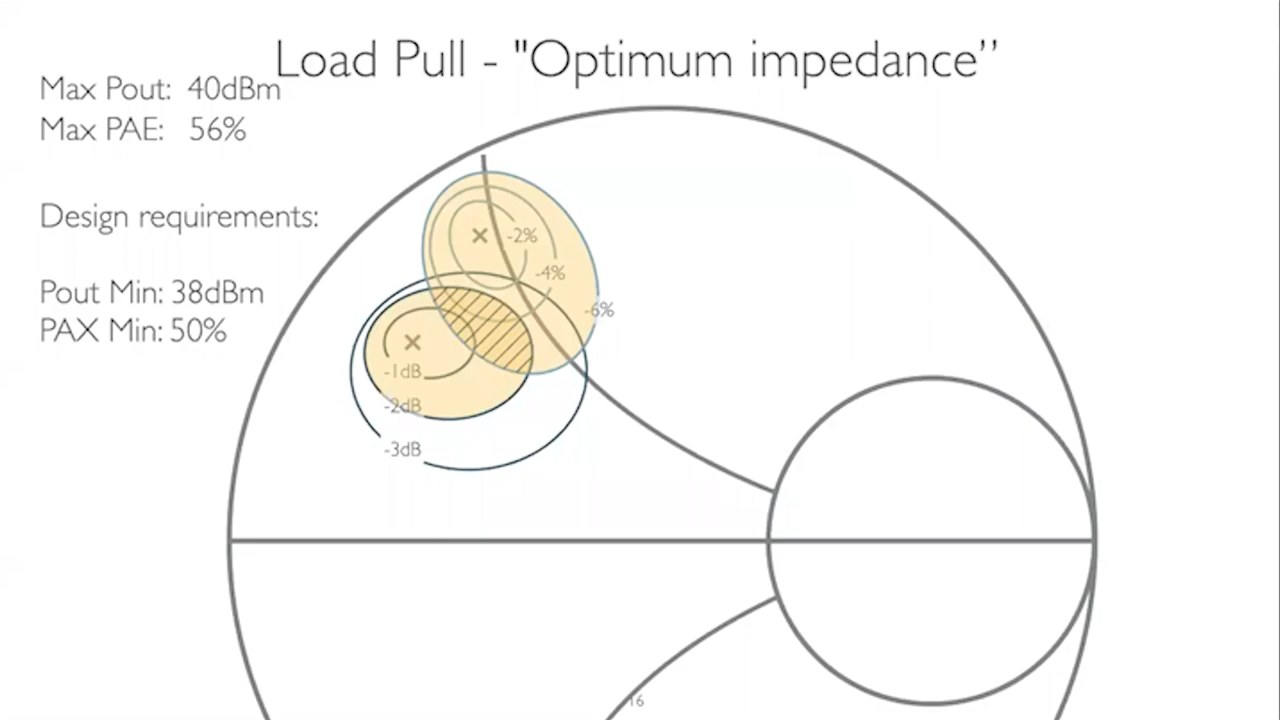 Load Pull - "Optimum impedance”
Max Pout: 40dBm
Max PAE: 56%
Design requirements:
Pout Min: 38dBm
PAX Min: 50%
-2%
-4%
-6%
-1dB
-2dB
-3dB
16